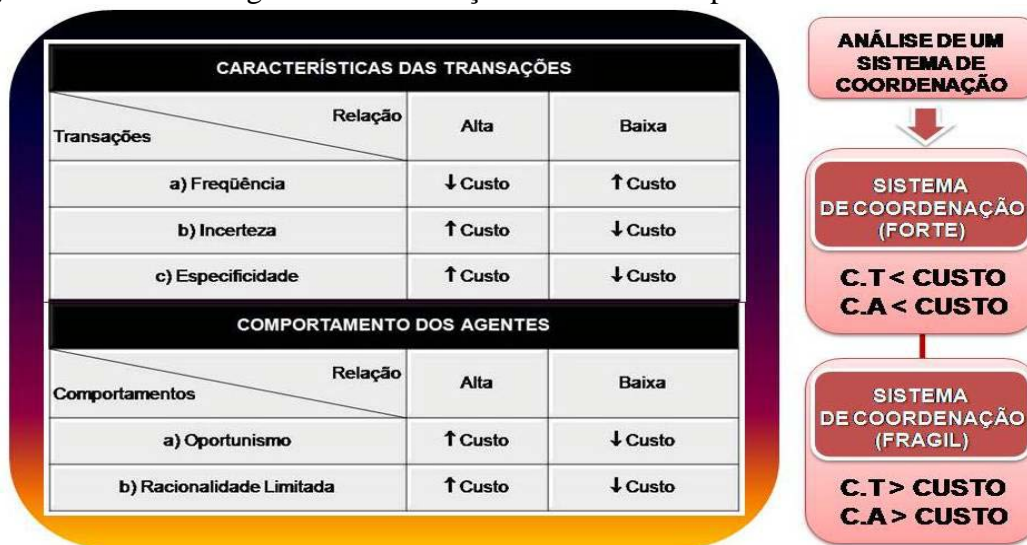 CARACTERÍSTICAS DAS TRANSAÇÕES
Relação
Transações
Alta
Baixa
a) Freqüência
↓ Custo
↑ Custo
b) Incerteza
↑ Custo
↓ Custo
c) Especificidade
↑ Custo
↓ Custo
COMPORTAMENTO DOS AGENTES
Relação
Comportamentos
Alta
Baixa
a) Oportunismo
↑ Custo
↓ Custo
b) Racionalidade Limitada
↑ Custo
↓ Custo
ANÁLISE DE UM
SISTEMA DE
COORDENAÇÃO
SISTEMA
DE COORDENAÇÃO
(FORTE)
C.T < CUSTO
C.A < CUSTO
SISTEMA
DE COORDENAÇÃO
(FRAGIL)
C.T > CUSTO
C.A > CUSTO